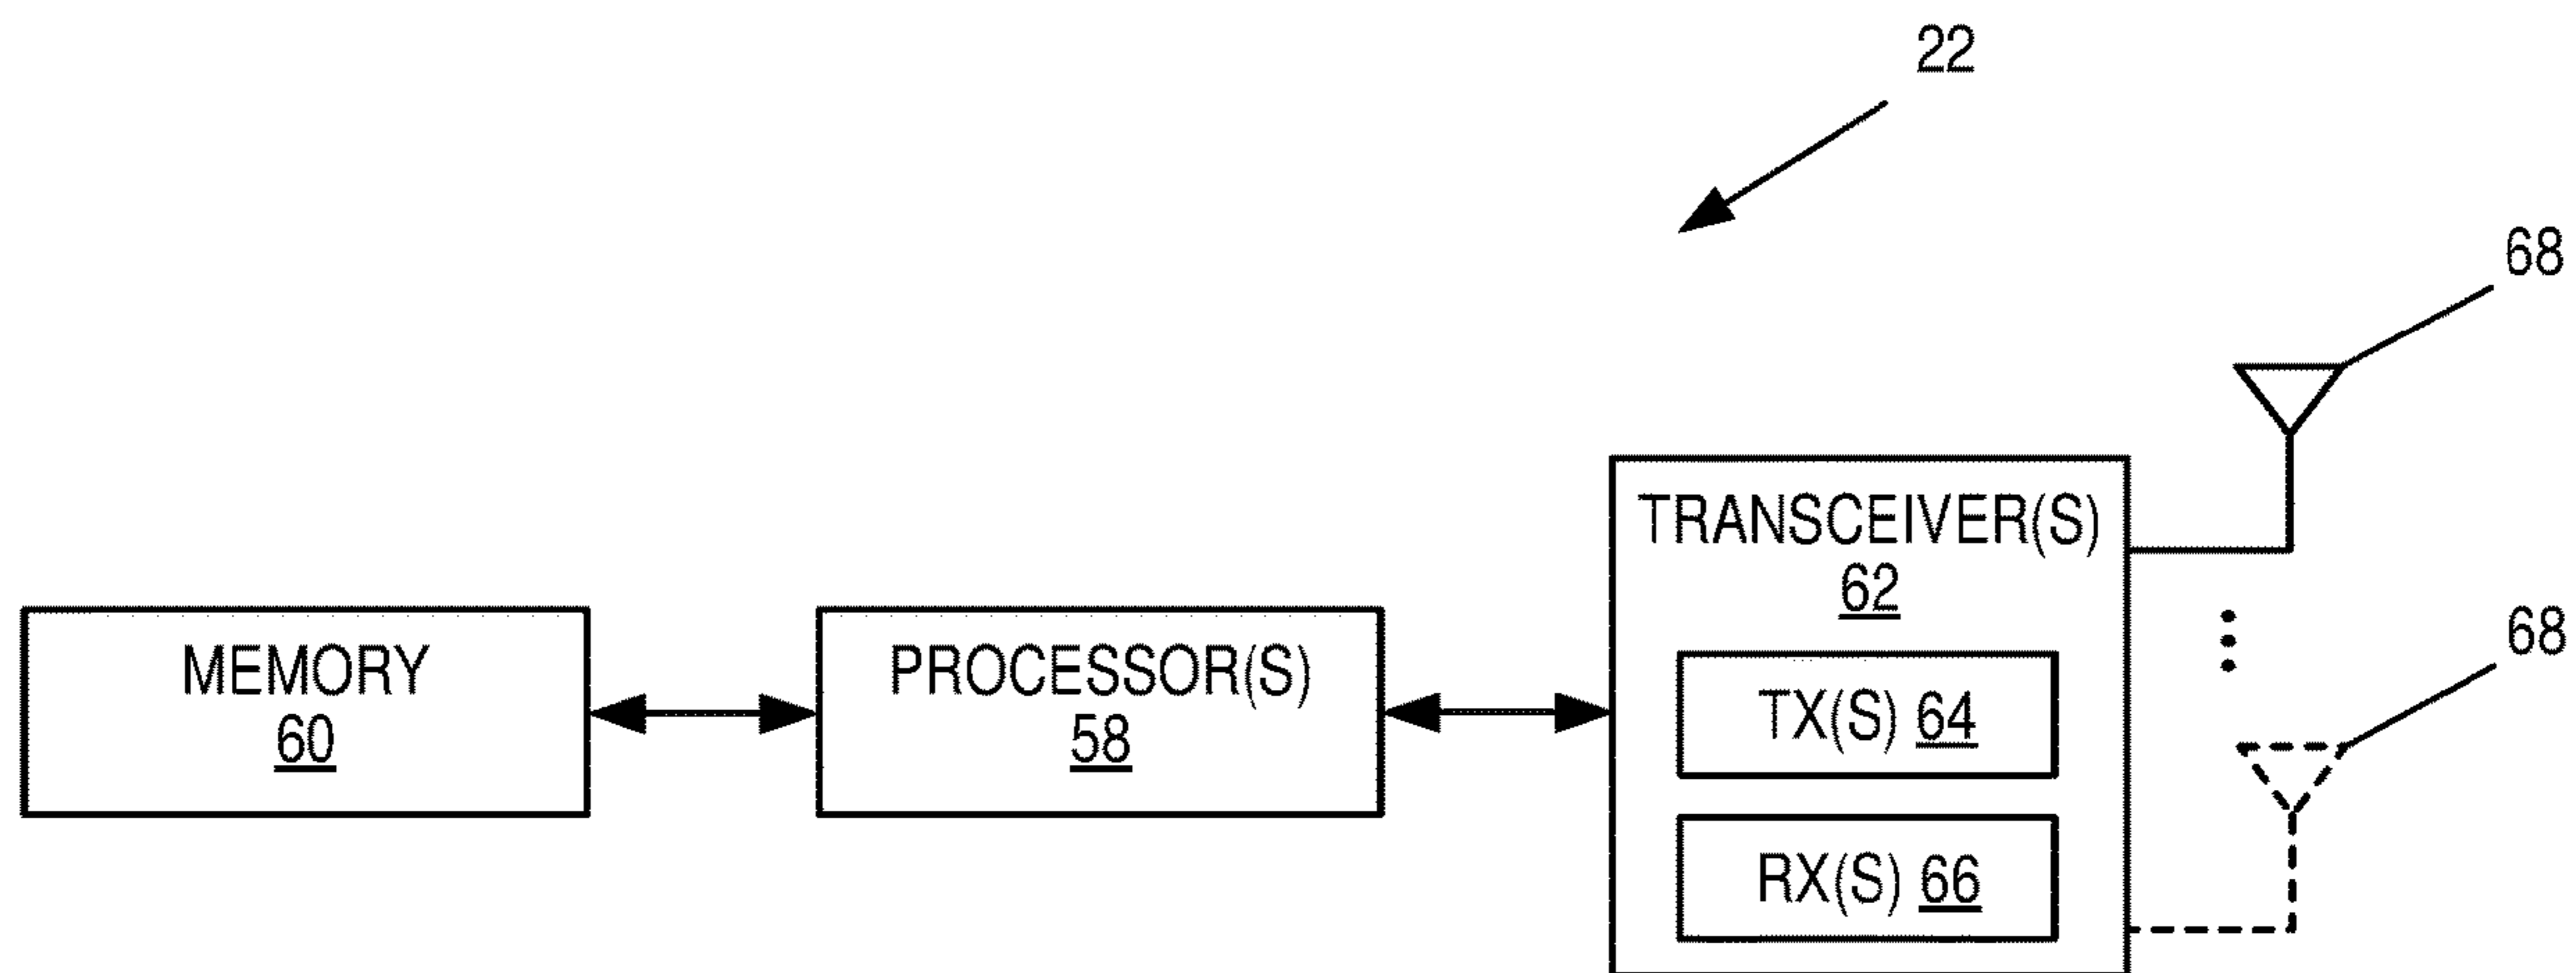 22
68
TRANSCEIVER(S)
62
68
MEMORY
60
PROCESSOR(S)
58
TX(S) 64
RX(S) 66